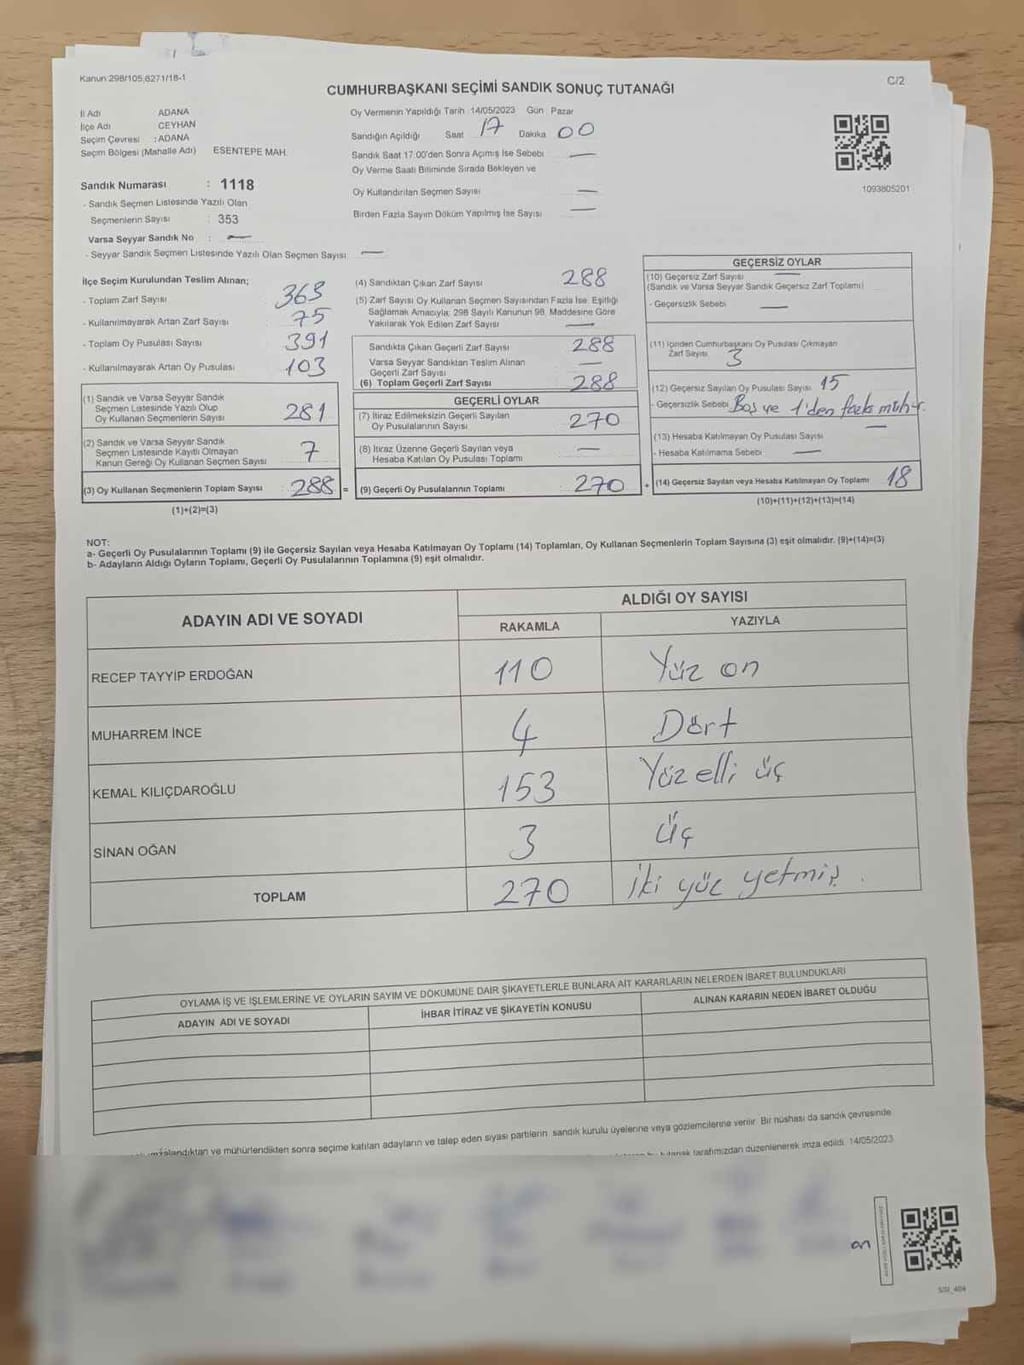 Kanun 298/105,6271/18-1
C/2
CUMHURBAŞKANI SEÇİMİ SANDIK SONUÇ TUTANAĞI
İl Adı ADANA
İlçe Adı CEYHAN
Seçim Çevresi : ADANA
Seçim Bölgesi (Mahalle Adı) ESENTEPE MAH.
Oy Vermenin Yapıldığı Tarih :14/05/2023 Gün Pazar
Sandığın Açıldığı Saat 17 Dakika 00
Sandık Saat 17:00'den Sonra Açımış İse Sebebi —
Oy Verme Saati Bitiminde Sırada Bekleyen ve
Oy Kullandırılan Seçmen Sayısı —
Birden Fazla Sayım Döküm Yapılmış İse Sayısı —
1093805201
Sandık Numarası : 1118
- Sandık Seçmen Listesinde Yazılı Olan
Seçmenlerin Sayısı : 353
Varsa Seyyar Sandık No : —
- Seyyar Sandık Seçmen Listesinde Yazılı Olan Seçmen Sayısı —
İlçe Seçim Kurulundan Teslim Alınan;
- Toplam Zarf Sayısı 363
- Kullanılmayarak Artan Zarf Sayısı 75
- Toplam Oy Pusulası Sayısı 391
- Kullanılmayarak Artan Oy Pusulası 103
(1) Sandık ve Varsa Seyyar Sandık
Seçmen Listesinde Yazılı Olup
Oy Kullanan Seçmenlerin Sayısı 281
(2) Sandık ve Varsa Seyyar Sandık
Seçmen Listesinde Kayıtlı Olmayan
Kanun Gereği Oy Kullanan Seçmen Sayısı 7
(3) Oy Kullanan Seçmenlerin Toplam Sayısı 288 =
(1)+(2)=(3)
(4) Sandıktan Çıkan Zarf Sayısı 288
(5) Zarf Sayısı Oy Kullanan Seçmen Sayısından Fazla İse, Eşitliği
Sağlamak Amacıyla; 298 Sayılı Kanunun 98. Maddesine Göre
Yakılarak Yok Edilen Zarf Sayısı —
Sandıkta Çıkan Geçerli Zarf Sayısı 288
Varsa Seyyar Sandıktan Teslim Alınan
Geçerli Zarf Sayısı —
(6) Toplam Geçerli Zarf Sayısı 288
GEÇERLİ OYLAR
(7) İtiraz Edilmeksizin Geçerli Sayılan
Oy Pusulalarının Sayısı 270
(8) İtiraz Üzerine Geçerli Sayılan veya
Hesaba Katılan Oy Pusulası Toplamı —
(9) Geçerli Oy Pusulalarının Toplamı 270 +
GEÇERSİZ OYLAR
(10) Geçersiz Zarf Sayısı —
(Sandık ve Varsa Seyyar Sandık Geçersiz Zarf Toplamı)
- Geçersizlik Sebebi —
(11) İçinden Cumhurbaşkanı Oy Pusulası Çıkmayan
Zarf Sayısı 3
(12) Geçersiz Sayılan Oy Pusulası Sayısı 15
- Geçersizlik Sebebi Boş ve 1'den fazla mühür.
(13) Hesaba Katılmayan Oy Pusulası Sayısı —
- Hesaba Katılmama Sebebi —
(14) Geçersiz Sayılan veya Hesaba Katılmayan Oy Toplamı 18
(10)+(11)+(12)+(13)=(14)
NOT:
a- Geçerli Oy Pusulalarının Toplamı (9) ile Geçersiz Sayılan veya Hesaba Katılmayan Oy Toplamı (14) Toplamları, Oy Kullanan Seçmenlerin Toplam Sayısına (3) eşit olmalıdır. (9)+(14)=(3)
b- Adayların Aldığı Oyların Toplamı, Geçerli Oy Pusulalarının Toplamına (9) eşit olmalıdır.
ADAYIN ADI VE SOYADI
ALDIĞI OY SAYISI
RAKAMLA YAZIYLA
RECEP TAYYİP ERDOĞAN 110 Yüz on
MUHARREM İNCE 4 Dört
KEMAL KILIÇDAROĞLU 153 Yüz elli üç
SİNAN OĞAN 3 üç
TOPLAM 270 İki yüz yetmiş.
OYLAMA İŞ VE İŞLEMLERİNE VE OYLARIN SAYIM VE DÖKÜMÜNE DAİR ŞİKAYETLERLE BUNLARA AİT KARARLARIN NELERDEN İBARET BULUNDUKLARI
ADAYIN ADI VE SOYADI İHBAR İTİRAZ VE ŞİKAYETİN KONUSU ALINAN KARARIN NEDEN İBARET OLDUĞU
ve mühürlendikten sonra seçime katılan adayların ve talep eden siyasi partilerin sandık kurulu üyelerine veya gözlemcilerine verilir. Bir nüshası da sandık çevresinde
tutanak tarafımızdan düzenlenerek imza edildi. 14/05/2023